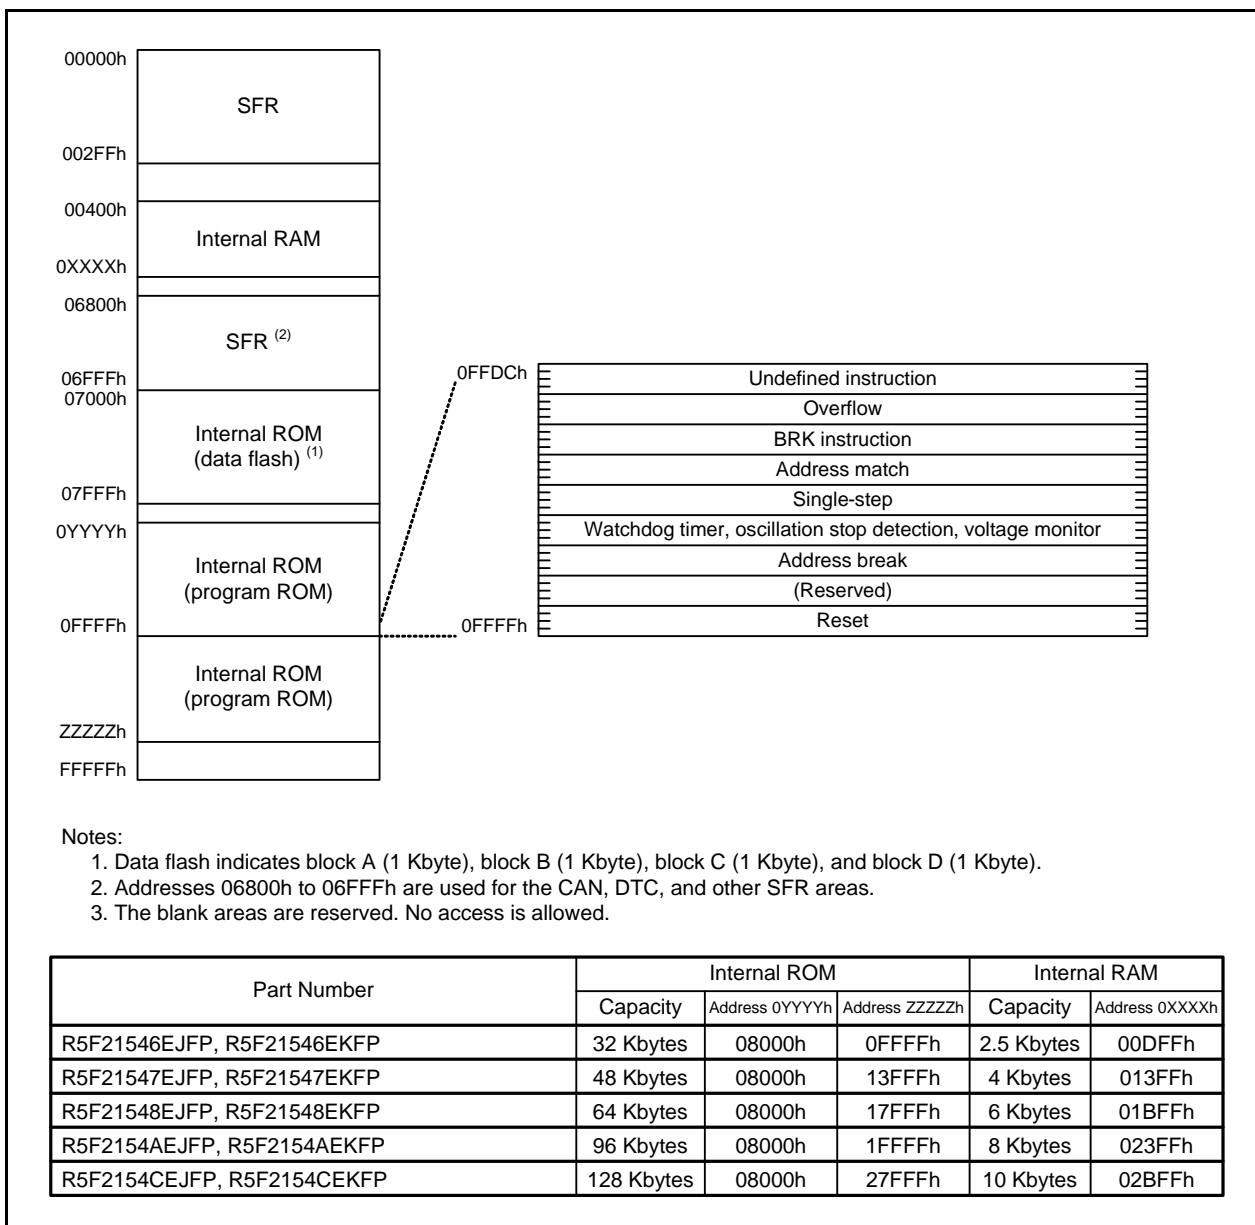 00000h
SFR
002FFh
00400h
Internal RAM
0XXXXh
06800h
SFR (2)
06FFFh
07000h
Internal ROM
(data flash) (1)
07FFFh
0YYYYh
Internal ROM
(program ROM)
0FFFFh
Internal ROM
(program ROM)
ZZZZZh
FFFFFh
0FFDCh
Undefined instruction
Overflow
BRK instruction
Address match
Single-step
Watchdog timer, oscillation stop detection, voltage monitor
Address break
(Reserved)
0FFFFh
Reset
Notes:
1. Data flash indicates block A (1 Kbyte), block B (1 Kbyte), block C (1 Kbyte), and block D (1 Kbyte).
2. Addresses 06800h to 06FFFh are used for the CAN, DTC, and other SFR areas.
3. The blank areas are reserved. No access is allowed.
Part Number Internal ROM Internal RAM
Capacity Address 0YYYYh Address ZZZZZh Capacity Address 0XXXXh
R5F21546EJFP, R5F21546EKFP 32 Kbytes 08000h 0FFFFh 2.5 Kbytes 00DFFh
R5F21547EJFP, R5F21547EKFP 48 Kbytes 08000h 13FFFh 4 Kbytes 013FFh
R5F21548EJFP, R5F21548EKFP 64 Kbytes 08000h 17FFFh 6 Kbytes 01BFFh
R5F2154AEJFP, R5F2154AEKFP 96 Kbytes 08000h 1FFFFh 8 Kbytes 023FFh
R5F2154CEJFP, R5F2154CEKFP 128 Kbytes 08000h 27FFFh 10 Kbytes 02BFFh